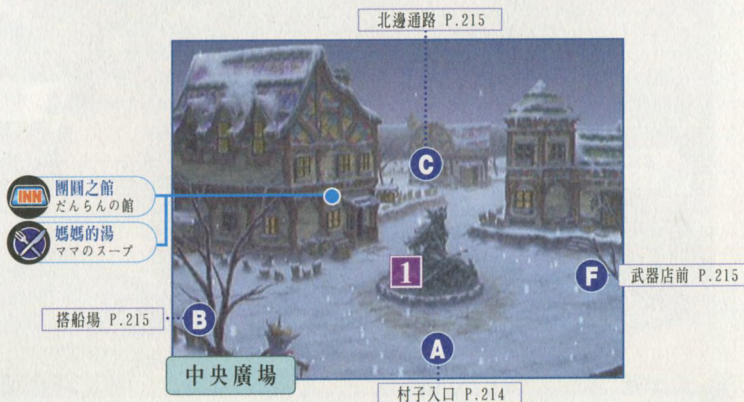 北邊通路 P.215
C
INN
團圓之館
だんらんの館
媽媽的湯
ママのスープ
1
F
武器店前 P.215
搭船場 P.215
B
A
中央廣場
村子入口 P.214